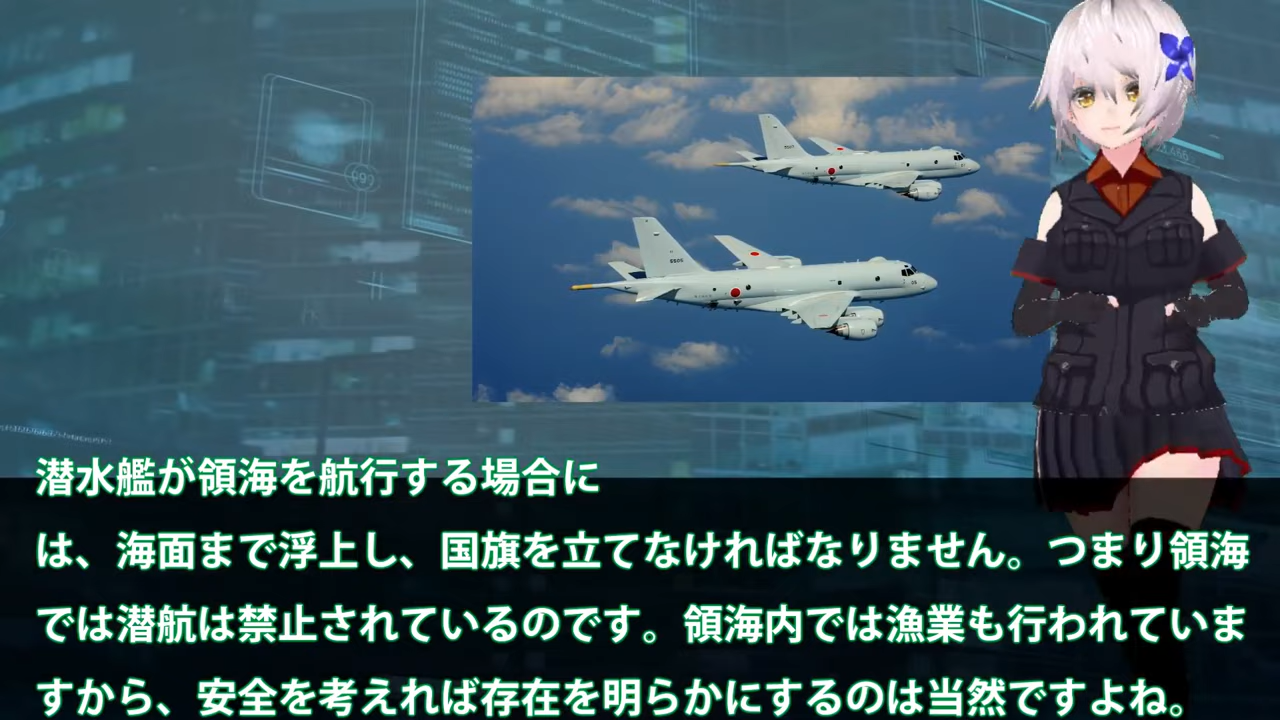 潜水艦が領海を航行する場合に
は、海面まで浮上し、国旗を立てなければなりません。つまり領海
では潜航は禁止されているのです。領海内では漁業も行われていま
すから、安全を考えれば存在を明らかにするのは当然ですよね。